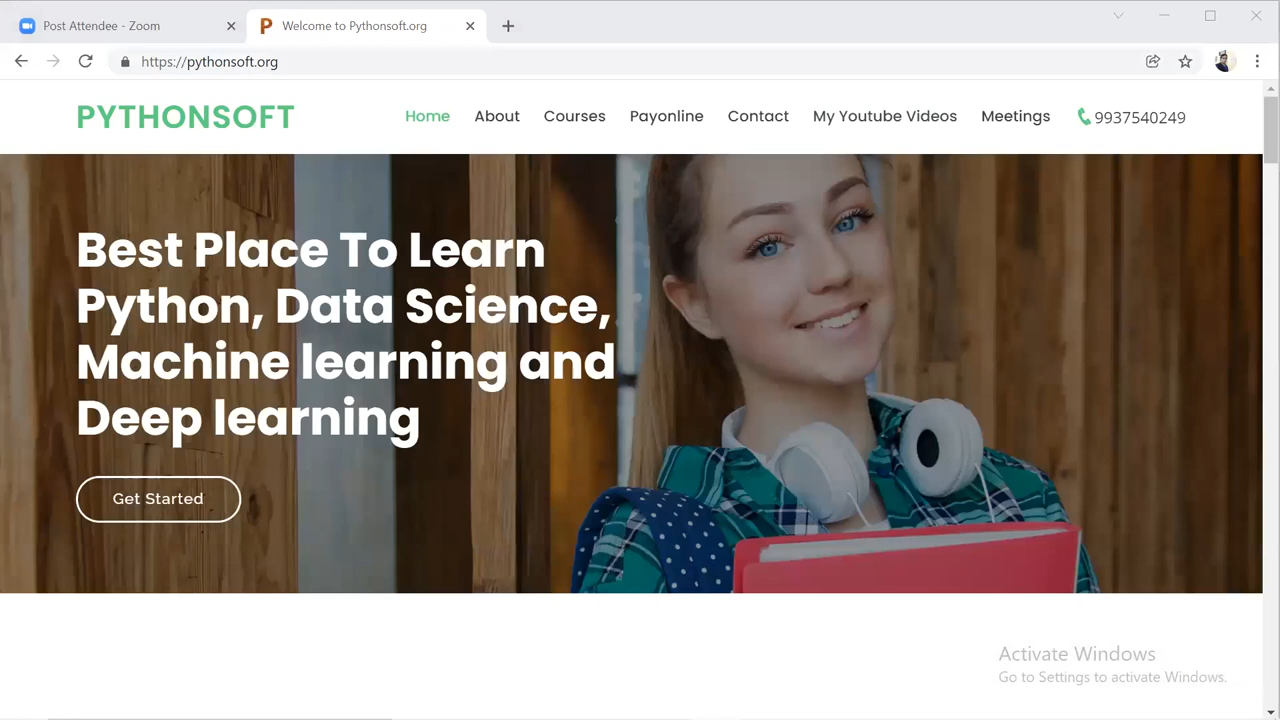 Post Attendee - Zoom
Welcome to Pythonsoft.org
https://pythonsoft.org
PYTHONSOFT
Home About Courses Payonline Contact My Youtube Videos Meetings 9937540249
Best Place To Learn
Python, Data Science,
Machine learning and
Deep learning
Get Started
Activate Windows
Go to Settings to activate Windows.